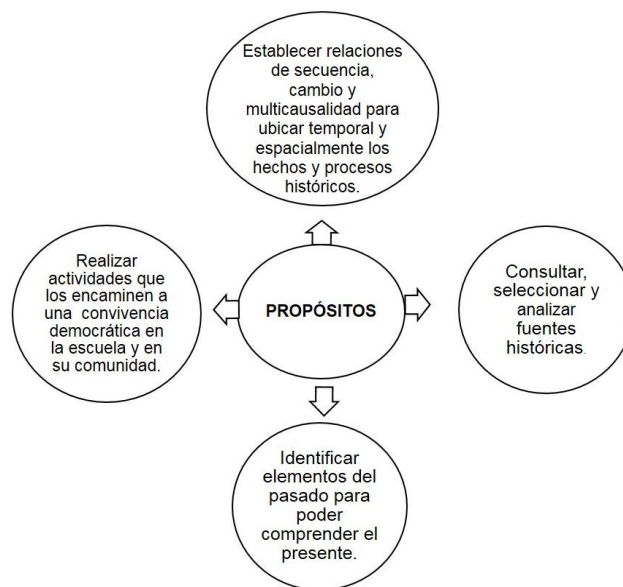 Establecer relaciones
de secuencia,
cambio y
multicausalidad para
ubicar temporal y
espacialmente los
hechos y procesos
históricos.
Realizar
actividades que
los encaminen a
una convivencia
democrática en
la escuela y en
su comunidad.
PROPÓSITOS
Consultar,
seleccionar y
analizar
fuentes
históricas.
Identificar
elementos del
pasado para
poder
comprender el
presente.